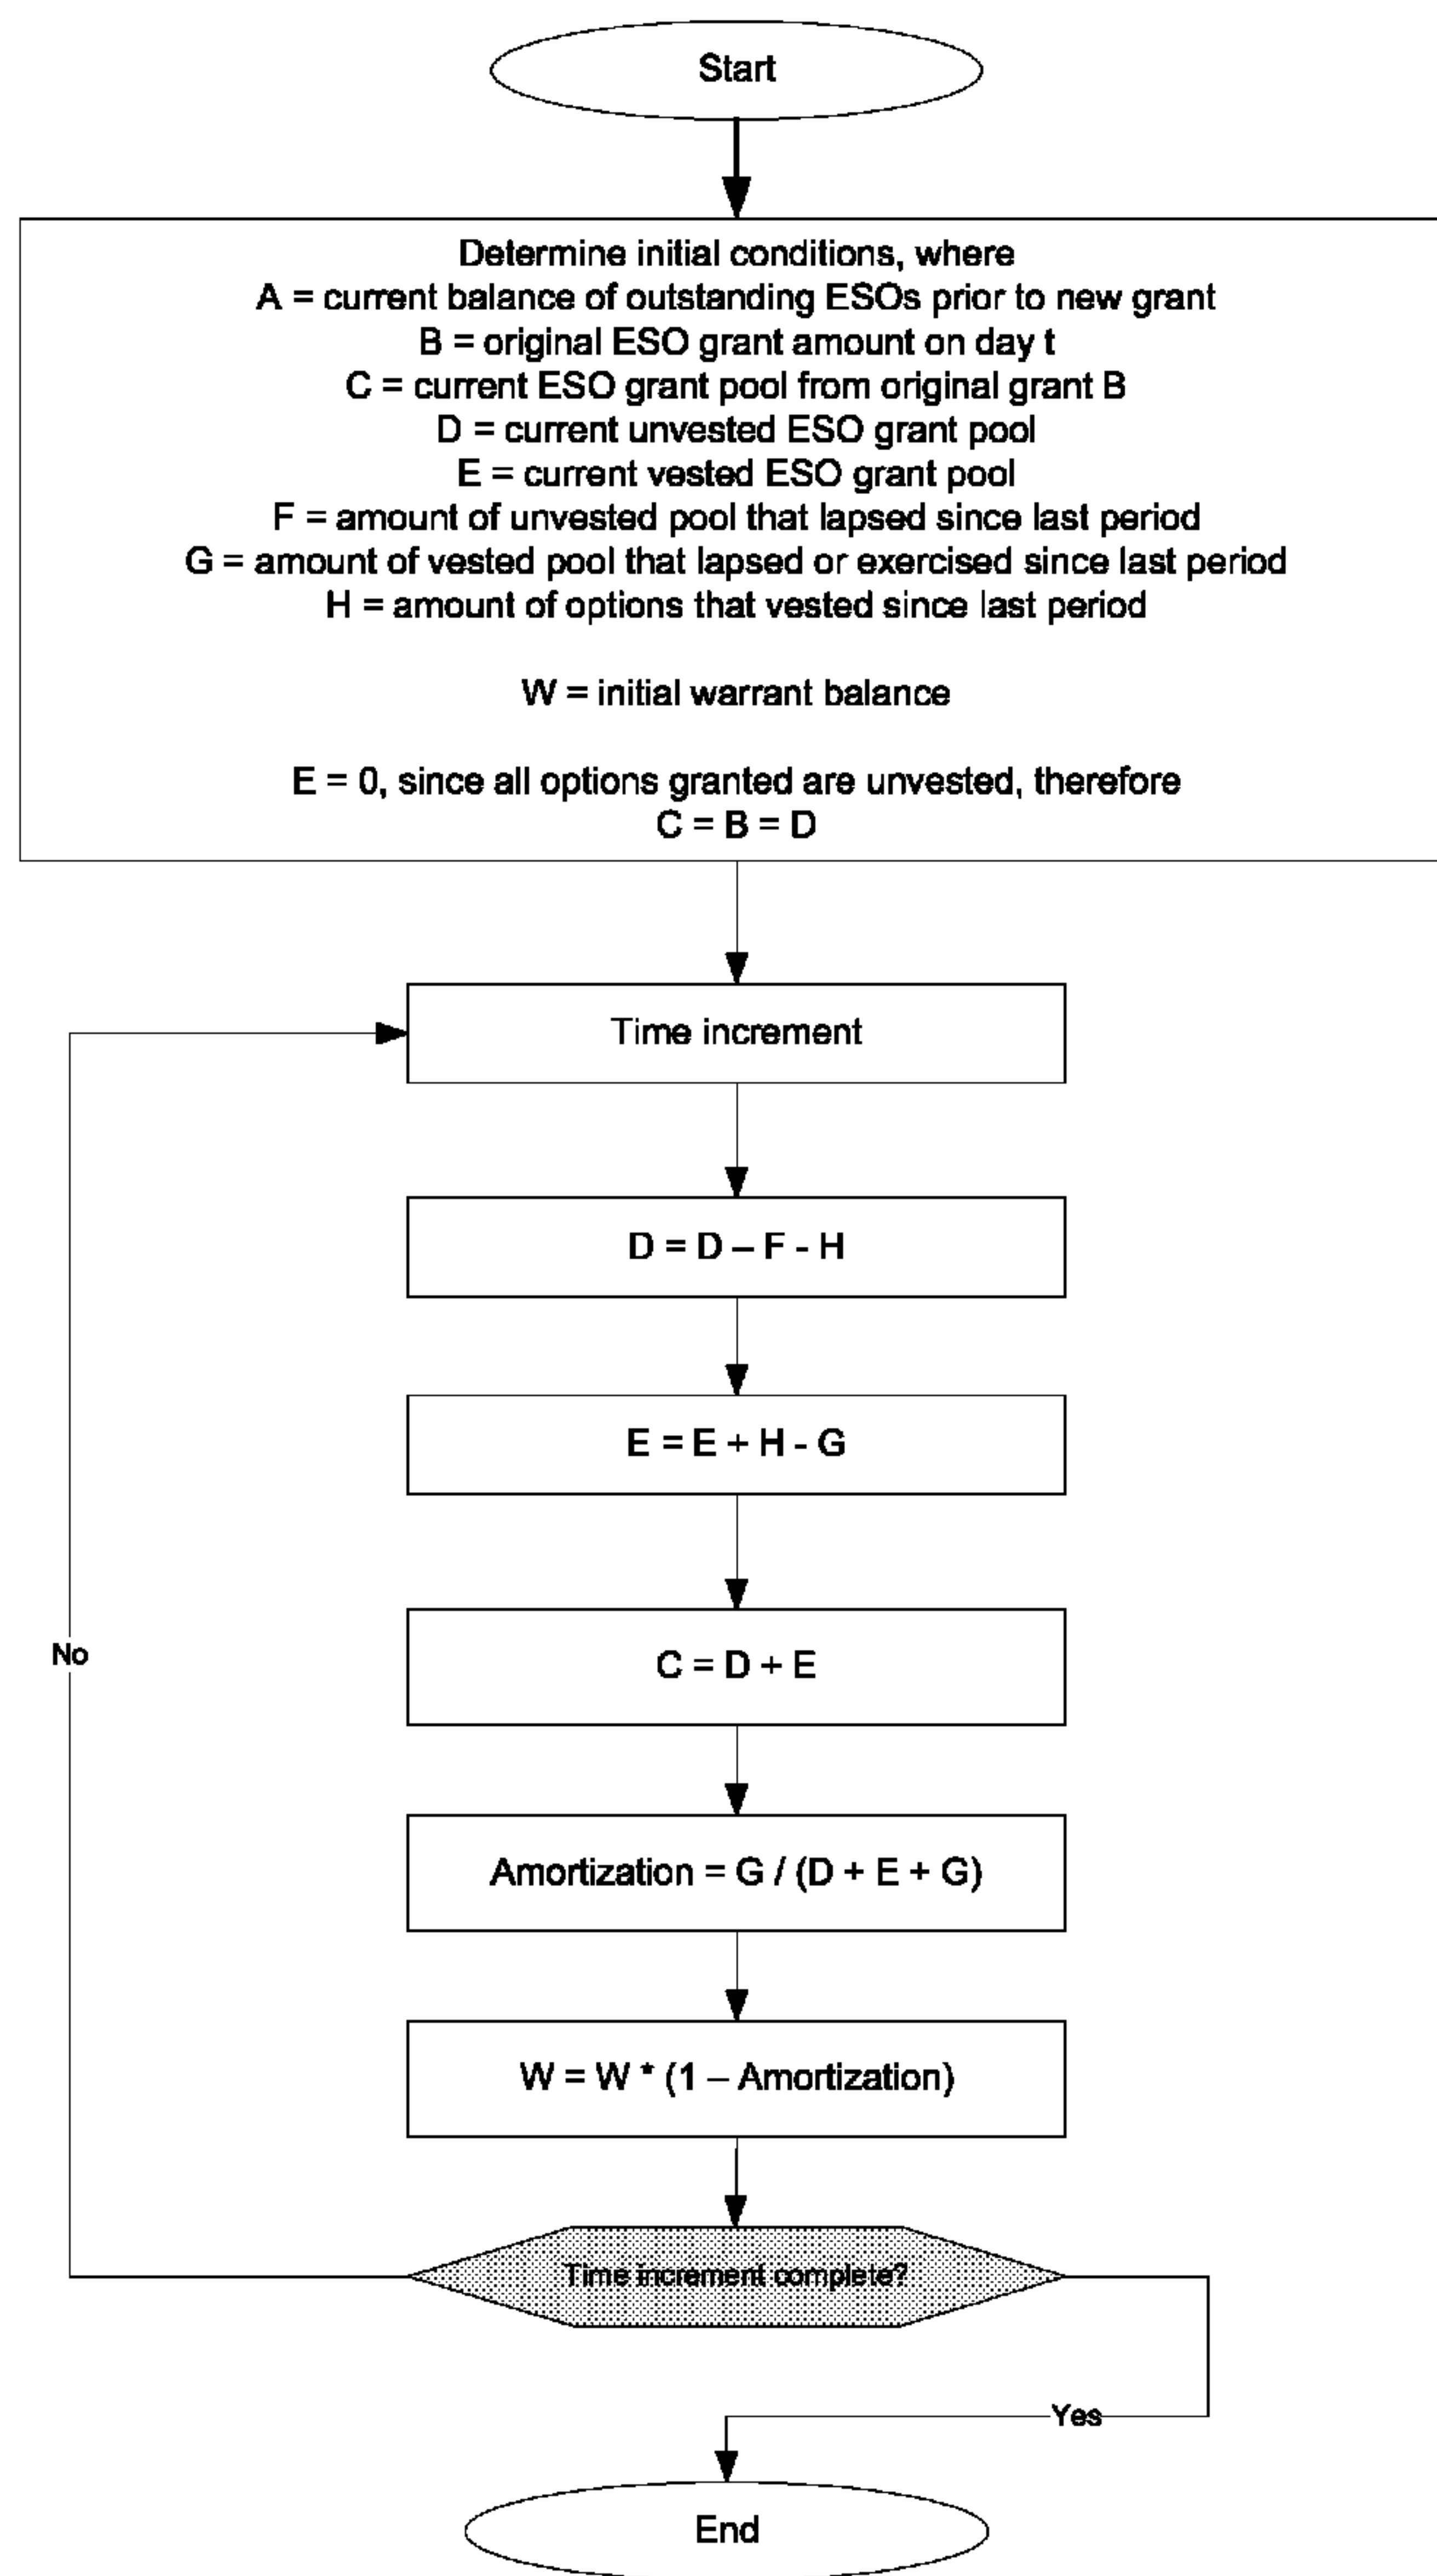 Start
Determine initial conditions, where
A = current balance of outstanding ESOs prior to new grant
B = original ESO grant amount on day t
C = current ESO grant pool from original grant B
D = current unvested ESO grant pool
E = current vested ESO grant pool
F = amount of unvested pool that lapsed since last period
G = amount of vested pool that lapsed or exercised since last period
H = amount of options that vested since last period
W = initial warrant balance
E = 0, since all options granted are unvested, therefore
C = B = D
Time increment
D = D – F - H
E = E + H - G
C = D + E
No
Amortization = G / (D + E + G)
W = W * (1 – Amortization)
Time increment complete?
Yes
End